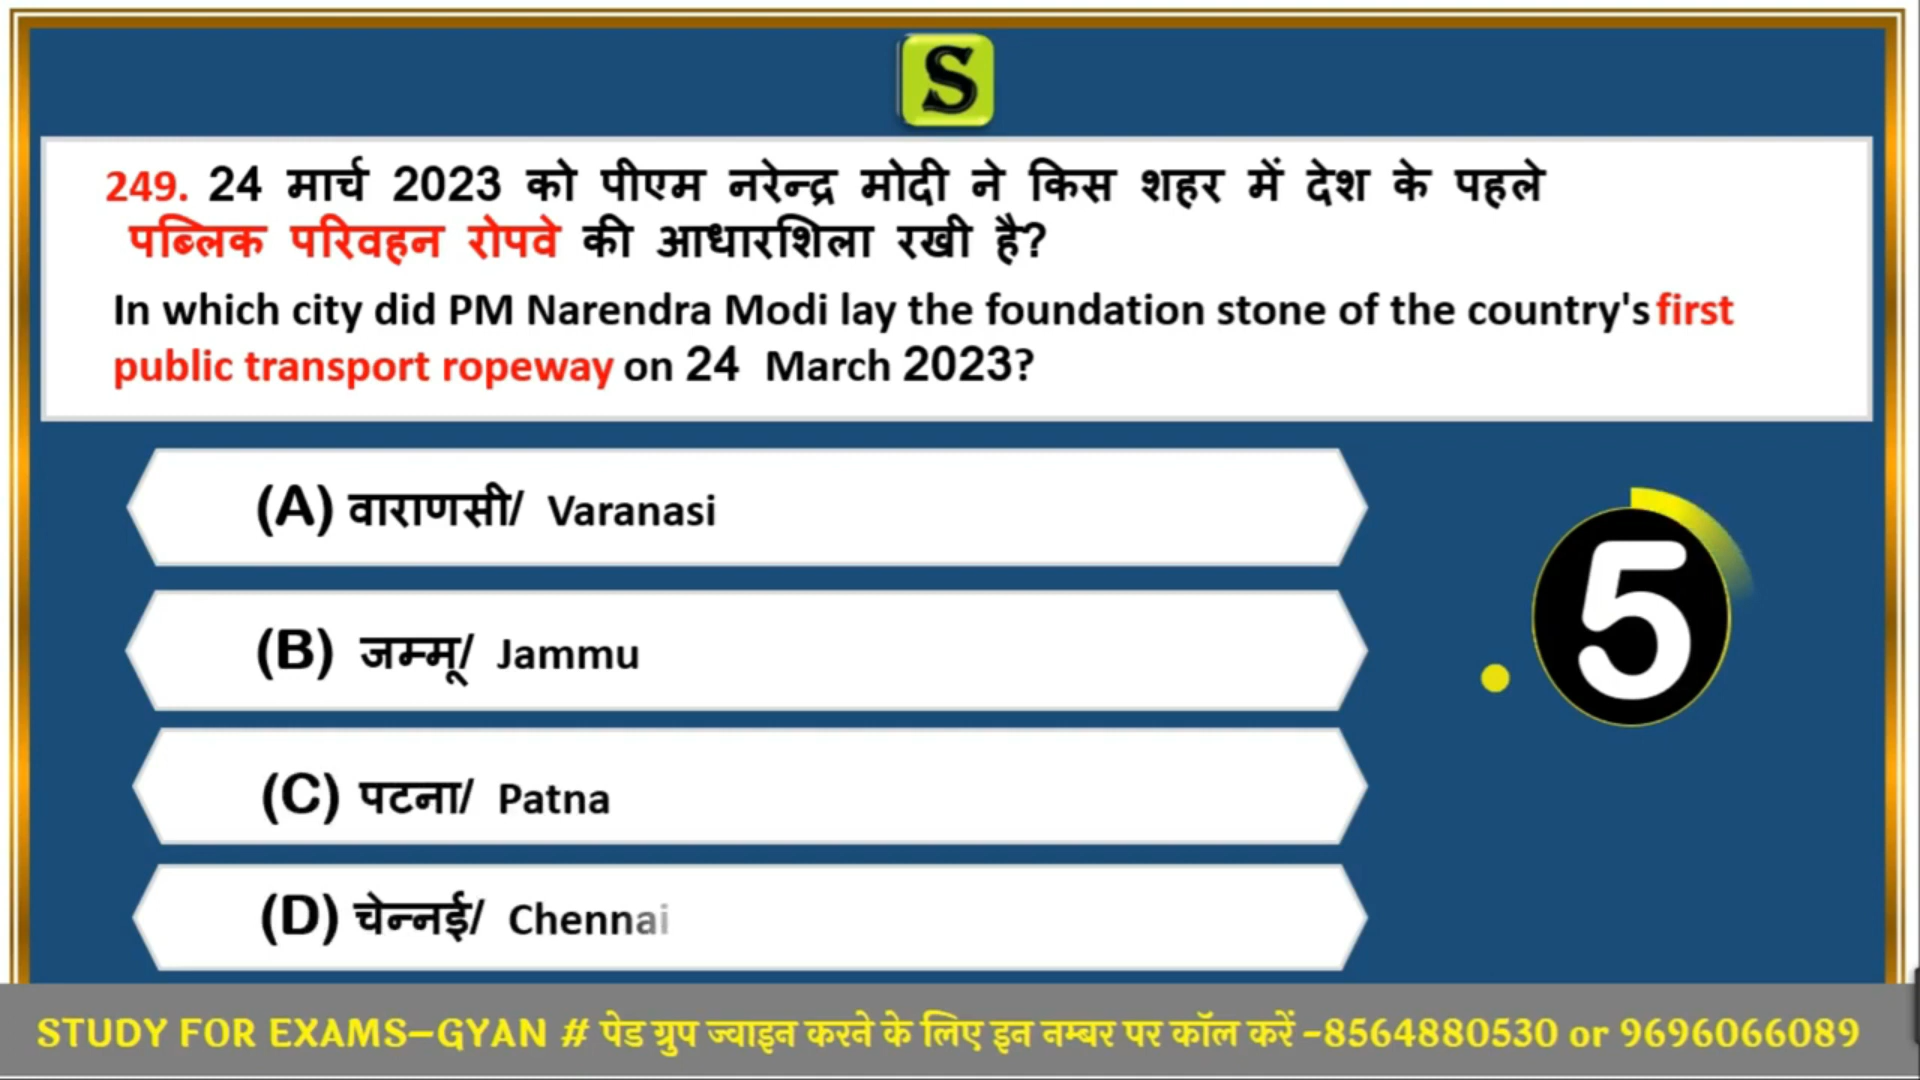 S
249. 24 मार्च 2023 को पीएम नरेन्द्र मोदी ने किस शहर में देश के पहले
पब्लिक परिवहन रोपवे की आधारशिला रखी है?
In which city did PM Narendra Modi lay the foundation stone of the country's first
public transport ropeway on 24 March 2023?
(A) वाराणसी/ Varanasi
5
(B) जम्मू/ Jammu
(C) पटना/ Patna
(D) चेन्नई/ Chennai
STUDY FOR EXAMS–GYAN # पेड ग्रुप ज्वाइन करने के लिए इन नम्बर पर कॉल करें –8564880530 or 9696066089